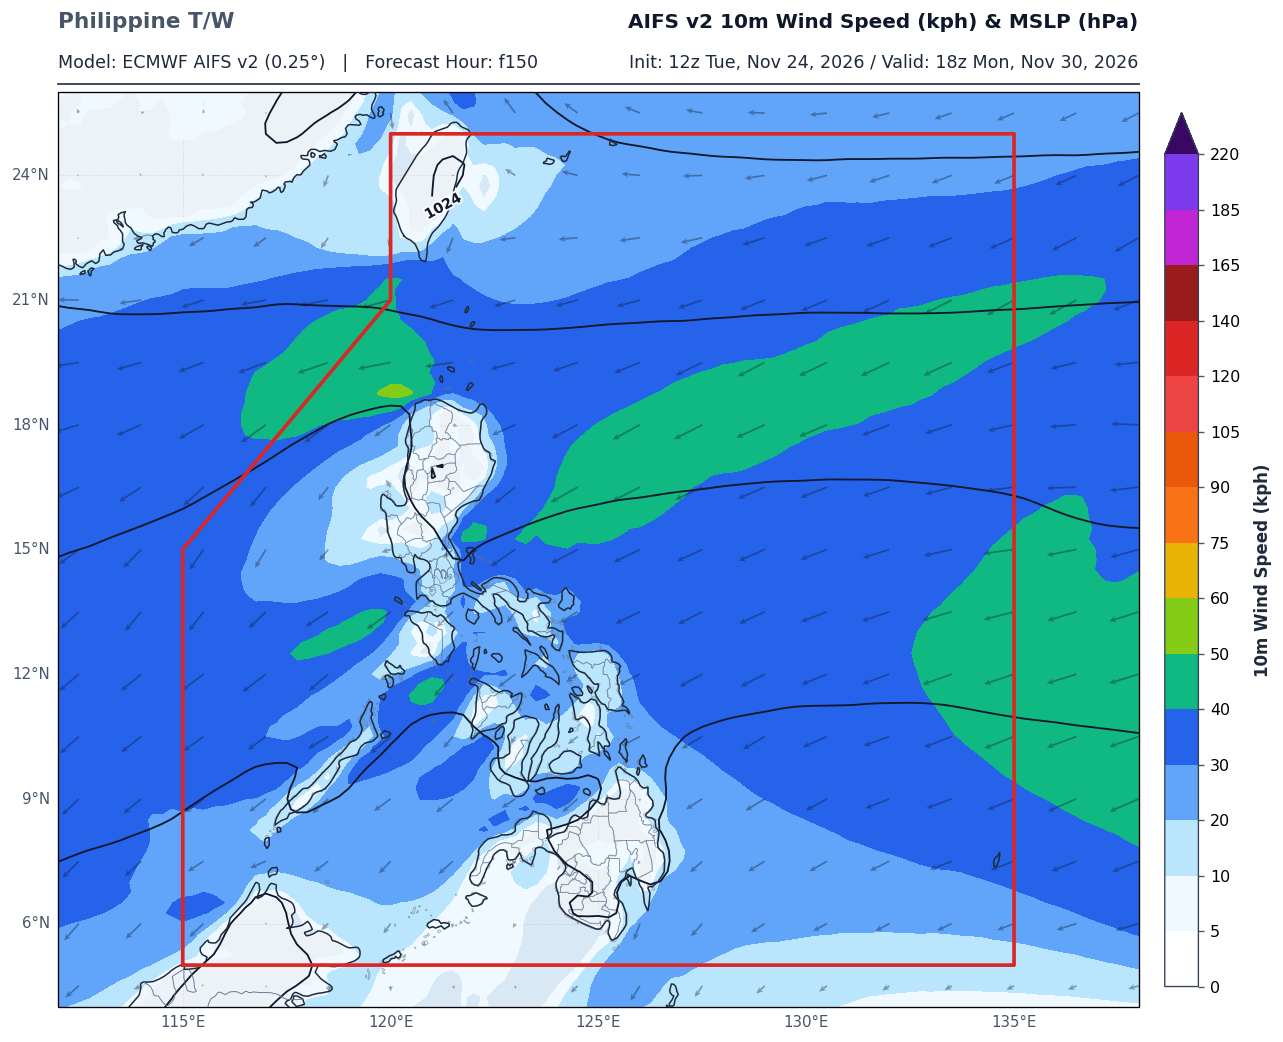 Philippine T/W
AIFS v2 10m Wind Speed (kph) & MSLP (hPa)
Model: ECMWF AIFS v2 (0.25°) | Forecast Hour: f150
Init: 12z Tue, Nov 24, 2026 / Valid: 18z Mon, Nov 30, 2026
24°N
21°N
18°N
15°N
12°N
9°N
6°N
115°E
120°E
125°E
130°E
135°E
1024
220
185
165
140
120
105
90
75
60
50
40
30
20
10
5
0
10m Wind Speed (kph)